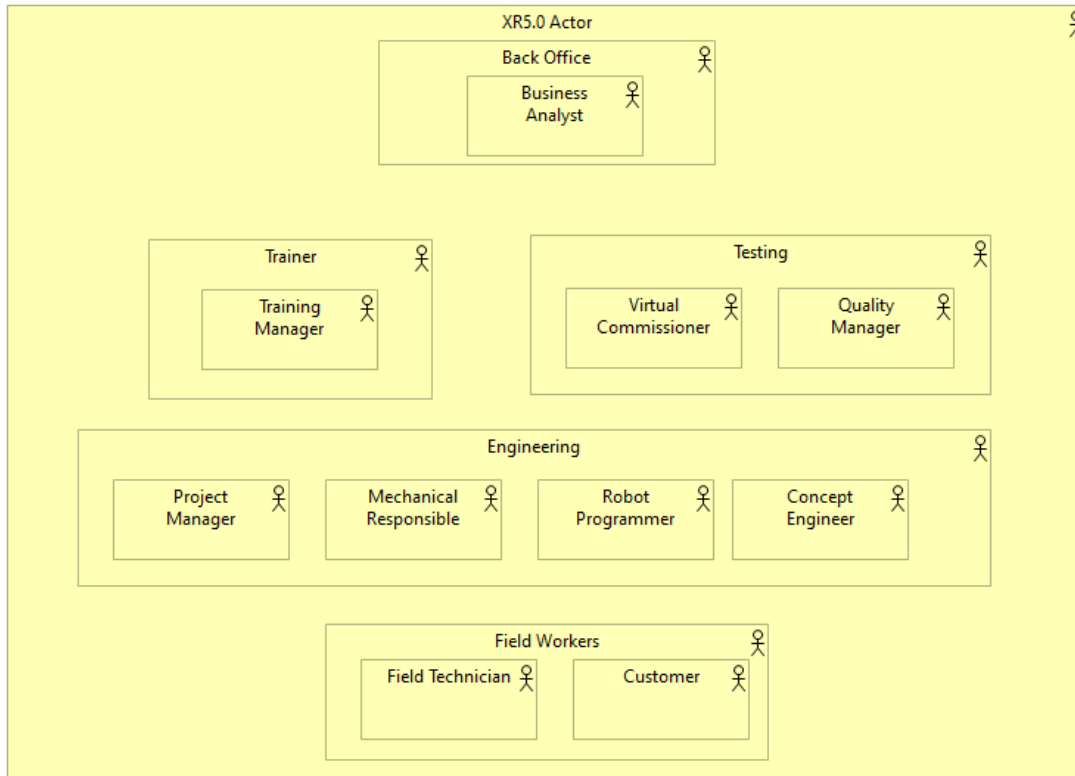 XR5.0 Actor
Back Office
Business
Analyst
Trainer
Training
Manager
Testing
Virtual
Commissioner
Quality
Manager
Engineering
Project
Manager
Mechanical
Responsible
Robot
Programmer
Concept
Engineer
Field Workers
Field Technician
Customer